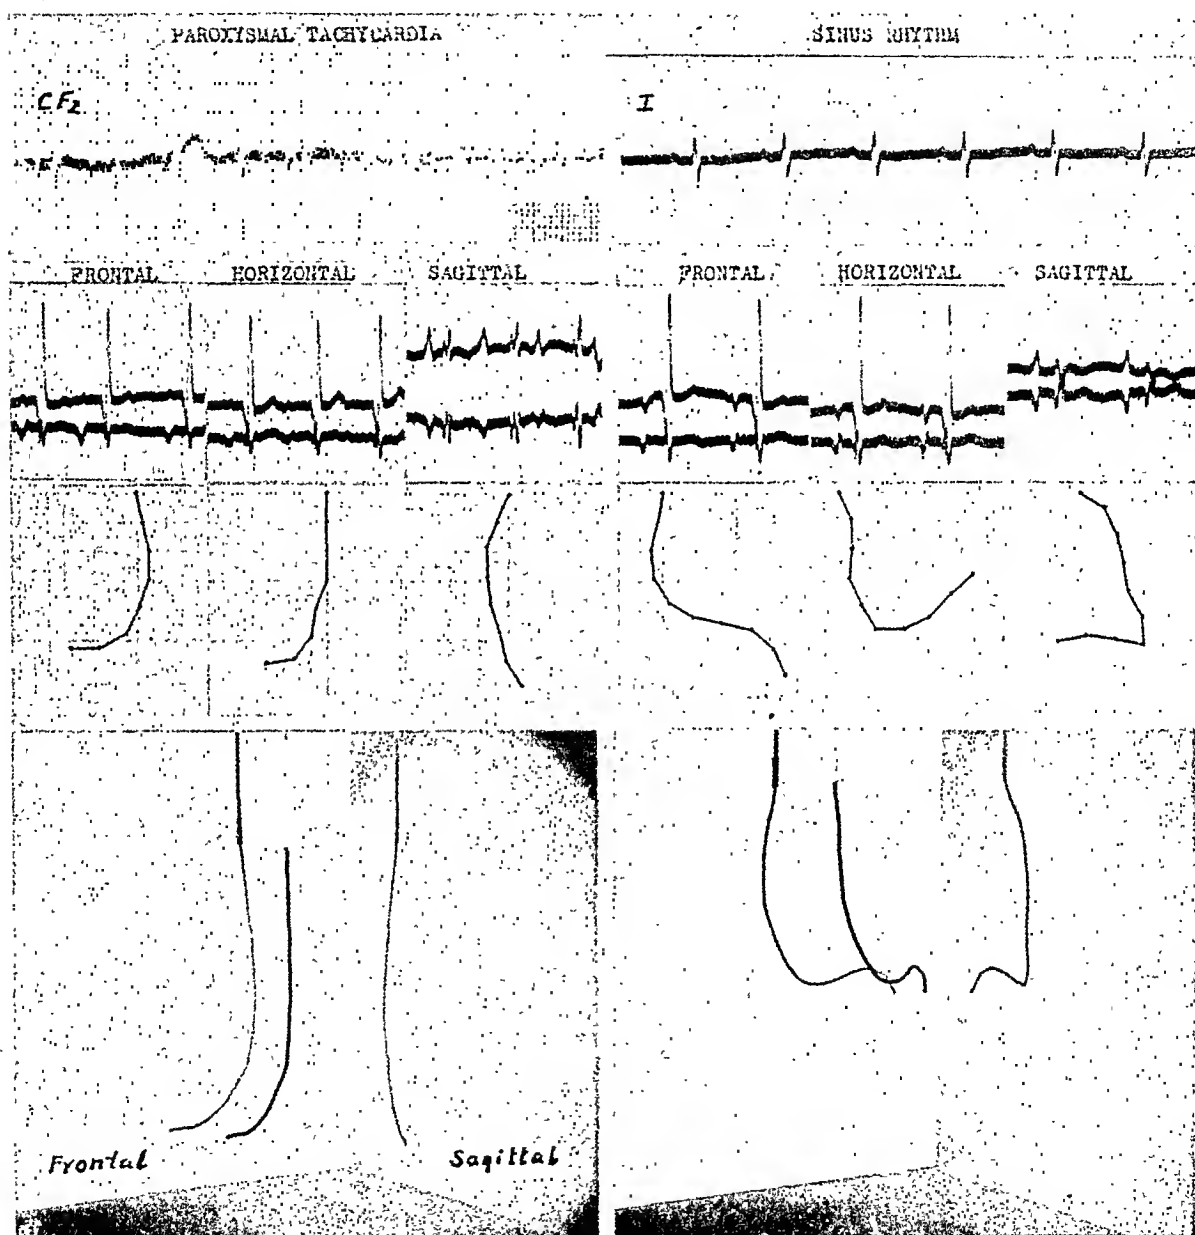 PAROXYSMAL TACHYCARDIA
SINUS RHYTHM
CF2
I
FRONTAL HORIZONTAL SAGITTAL
FRONTAL HORIZONTAL SAGITTAL
Frontal Sagittal